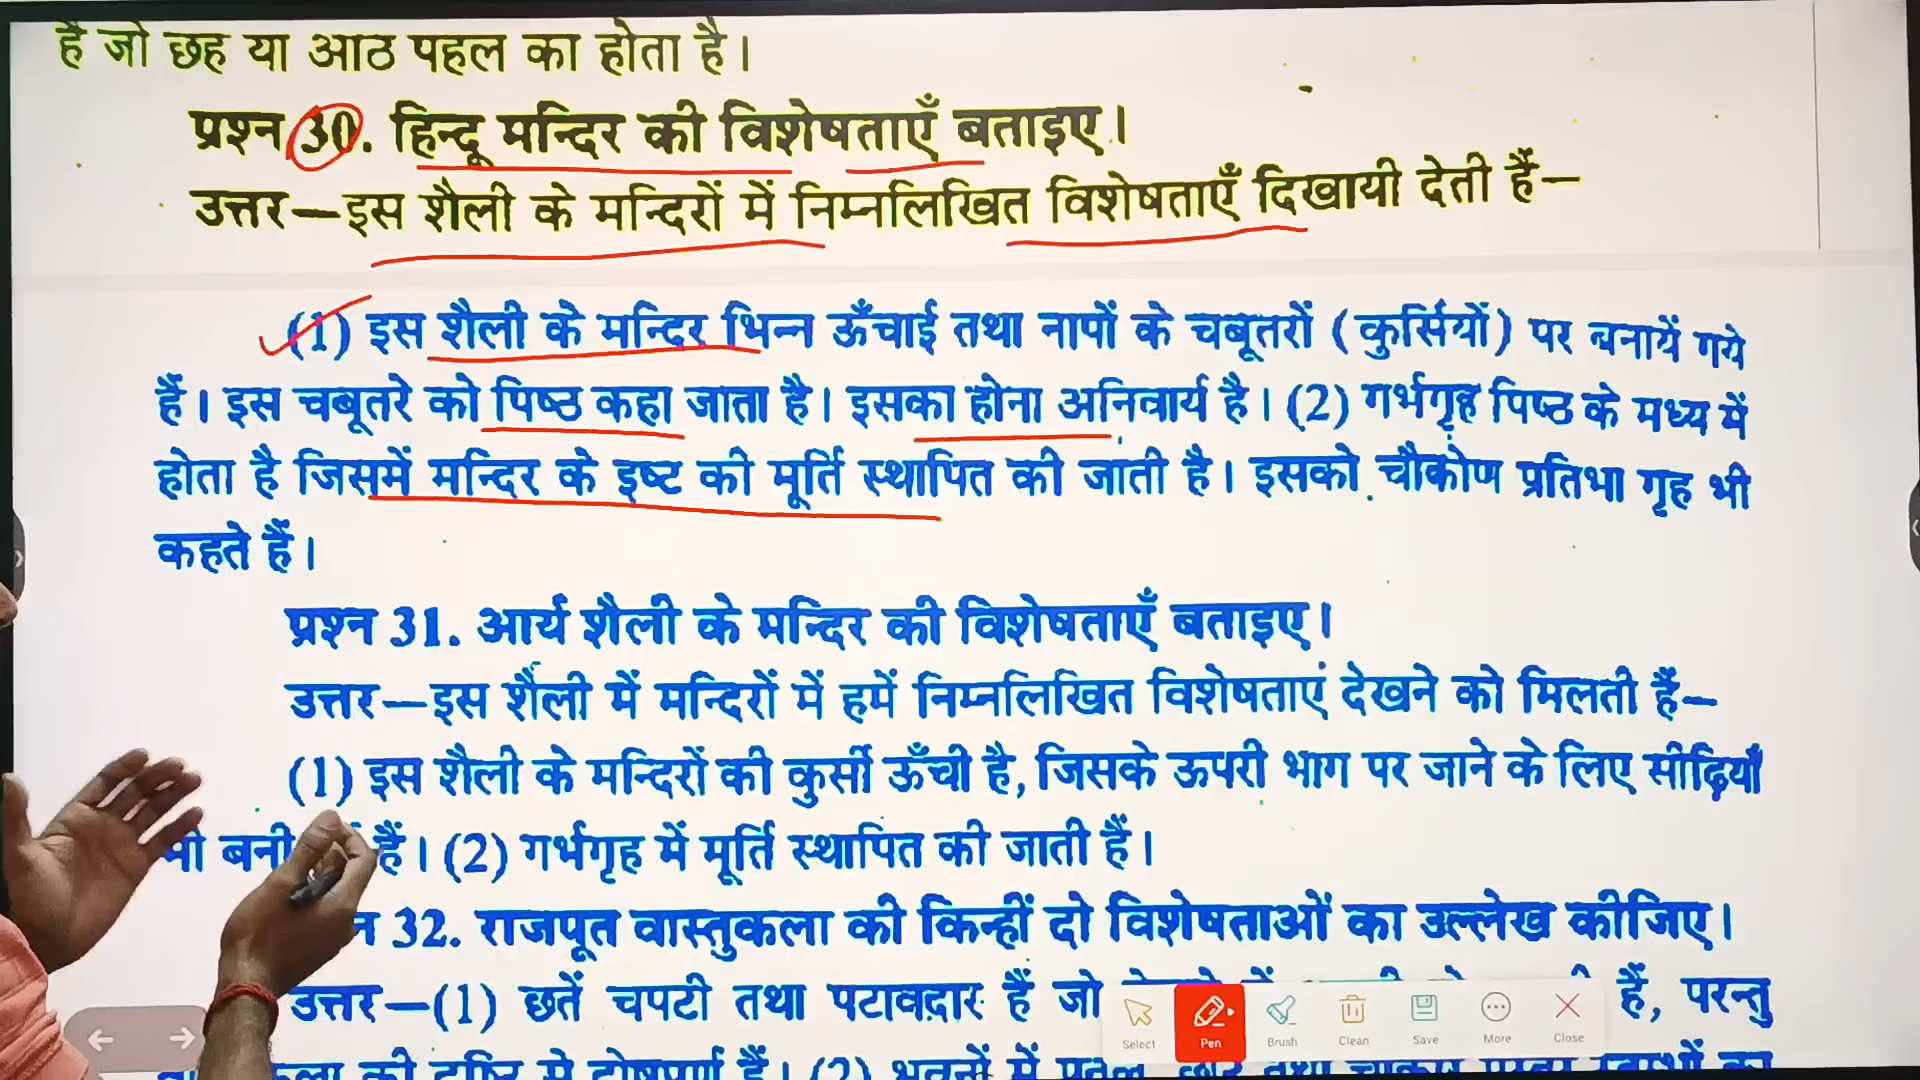 है जो छह या आठ पहल का होता है।
प्रश्न 30. हिन्दू मन्दिर की विशेषताएँ बताइए।
उत्तर—इस शैली के मन्दिरों में निम्नलिखित विशेषताएँ दिखायी देती हैं—
(1) इस शैली के मन्दिर भिन्न ऊँचाई तथा नापों के चबूतरों (कुर्सियों) पर बनायें गये
हैं। इस चबूतरे को पिष्ठ कहा जाता है। इसका होना अनिवार्य है। (2) गर्भगृह पिष्ठ के मध्य में
होता है जिसमें मन्दिर के इष्ट की मूर्ति स्थापित की जाती है। इसको चौकोण प्रतिभा गृह भी
कहते हैं।
प्रश्न 31. आर्य शैली के मन्दिर की विशेषताएँ बताइए।
उत्तर—इस शैली में मन्दिरों में हमें निम्नलिखित विशेषताएं देखने को मिलती हैं—
(1) इस शैली के मन्दिरों की कुर्सी ऊँची है, जिसके ऊपरी भाग पर जाने के लिए सीढ़ियाँ
बनी हैं। (2) गर्भगृह में मूर्ति स्थापित की जाती हैं।
32. राजपूत वास्तुकला की किन्हीं दो विशेषताओं का उल्लेख कीजिए।
उत्तर—(1) छतें चपटी तथा पटावदार हैं जो हैं, परन्तु
की दृष्टि से दोषपूर्ण हैं। (2) भवनों में
Select Pen Brush Clean Save More Close